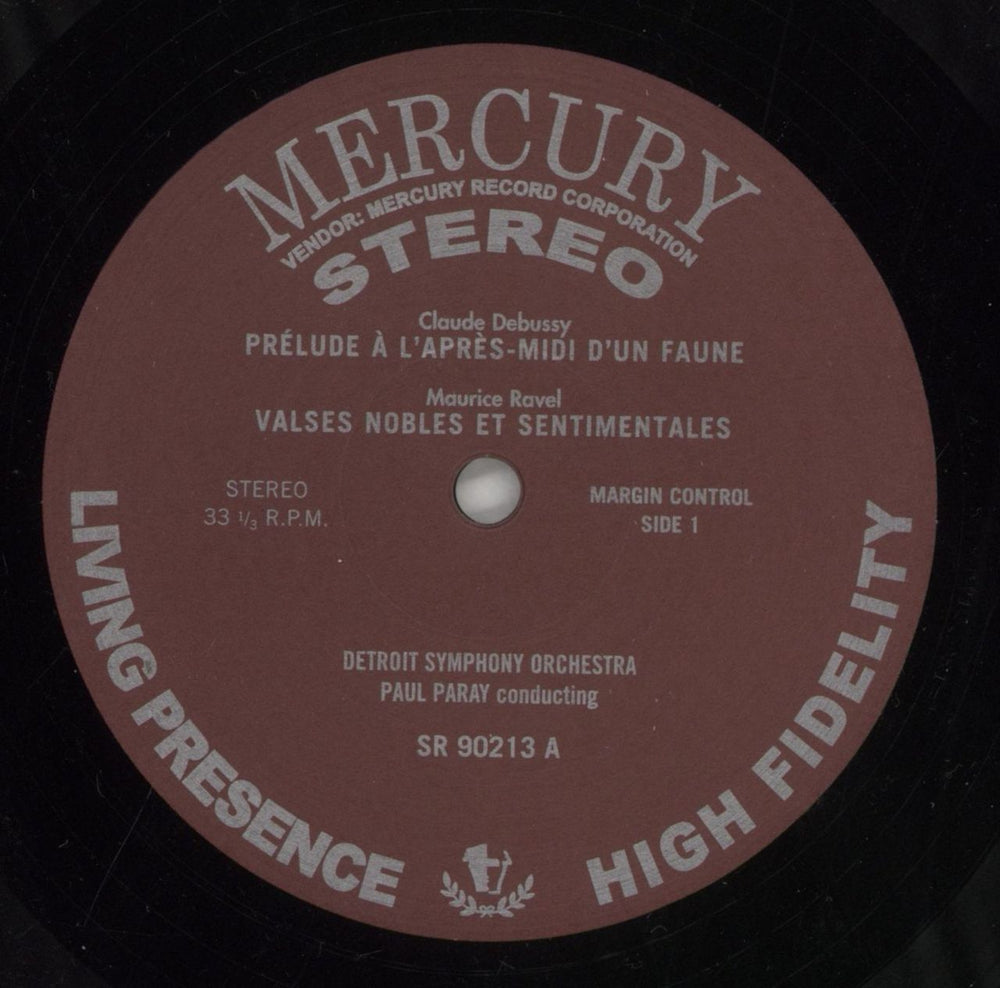 MERCURY
VENDOR: MERCURY RECORD CORPORATION
STEREO
Claude Debussy
PRÉLUDE À L'APRÈS-MIDI D'UN FAUNE
Maurice Ravel
VALSES NOBLES ET SENTIMENTALES
STEREO
33 1/3 R.P.M.
MARGIN CONTROL
SIDE 1
DETROIT SYMPHONY ORCHESTRA
PAUL PARAY conducting
SR 90213 A
LIVING PRESENCE
HIGH FIDELITY